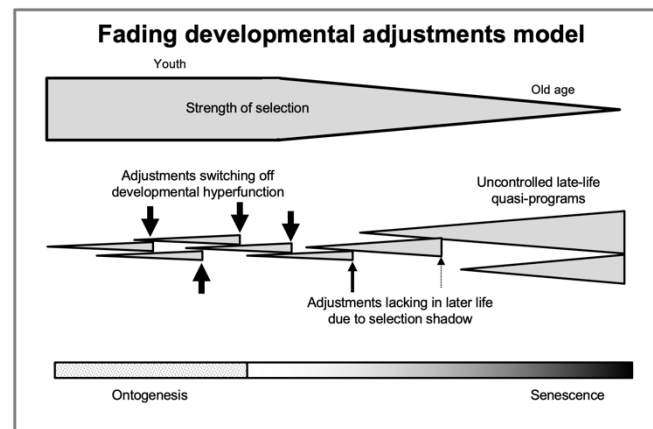 Fading developmental adjustments model
Youth
Old age
Strength of selection
Adjustments switching off
developmental hyperfunction
Uncontrolled late-life
quasi-programs
Adjustments lacking in later life
due to selection shadow
Ontogenesis
Senescence